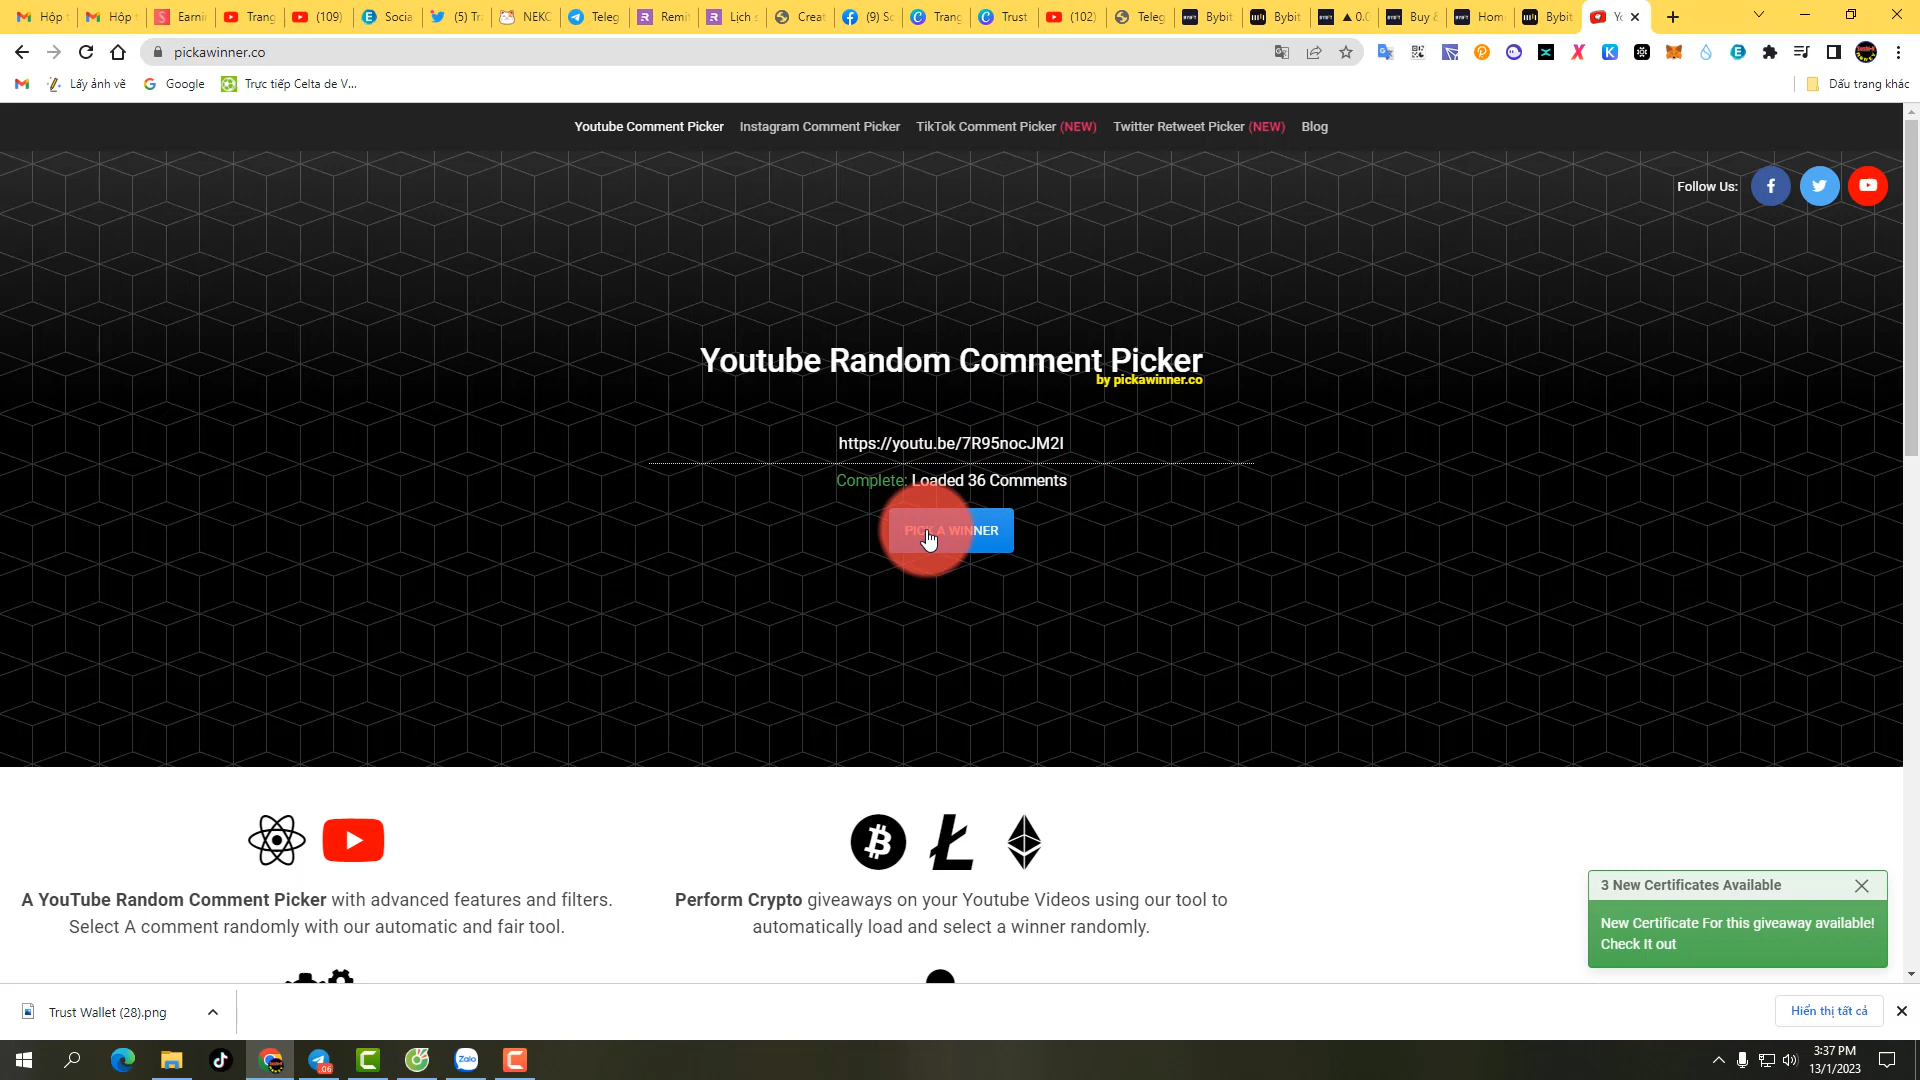 Hộp t
Hộp t
Earni
Trang
(109)
Socia
(5) Tr
NEKO
Teleg
Remit
Lịch s
Creat
(9) Sc
Trang
Trust
(102)
Teleg
Bybit
Bybit
▲ 0.0
Buy &
Hom
Bybit
pickawinner.co
Lấy ảnh vẽ
Google
Trực tiếp Celta de V...
Dấu trang khác
Youtube Comment Picker
Instagram Comment Picker
TikTok Comment Picker (NEW)
Twitter Retweet Picker (NEW)
Blog
Follow Us:
Youtube Random Comment Picker
by pickawinner.co
https://youtu.be/7R95nocJM2I
Complete: Loaded 36 Comments
PICK A WINNER
A YouTube Random Comment Picker with advanced features and filters.
Select A comment randomly with our automatic and fair tool.
Perform Crypto giveaways on your Youtube Videos using our tool to
automatically load and select a winner randomly.
3 New Certificates Available
New Certificate For this giveaway available!
Check It out
Trust Wallet (28).png
Hiển thị tất cả
Zalo
3:37 PM
13/1/2023